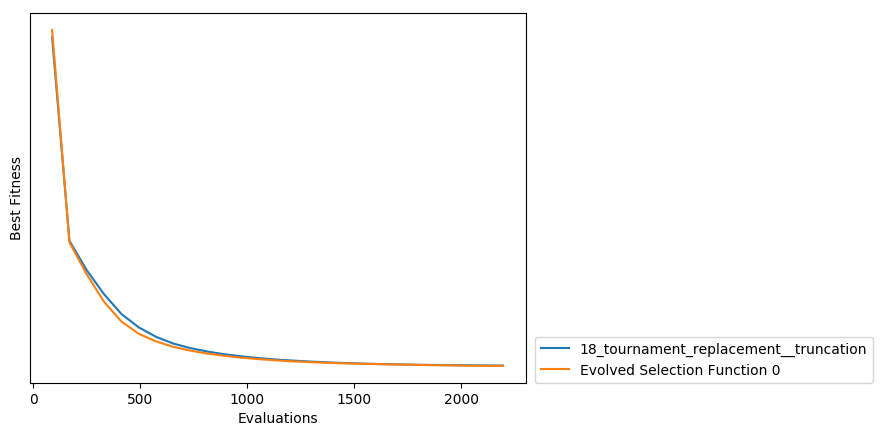 Best Fitness
0
500
1000
1500
2000
Evaluations
18_tournament_replacement__truncation
Evolved Selection Function 0